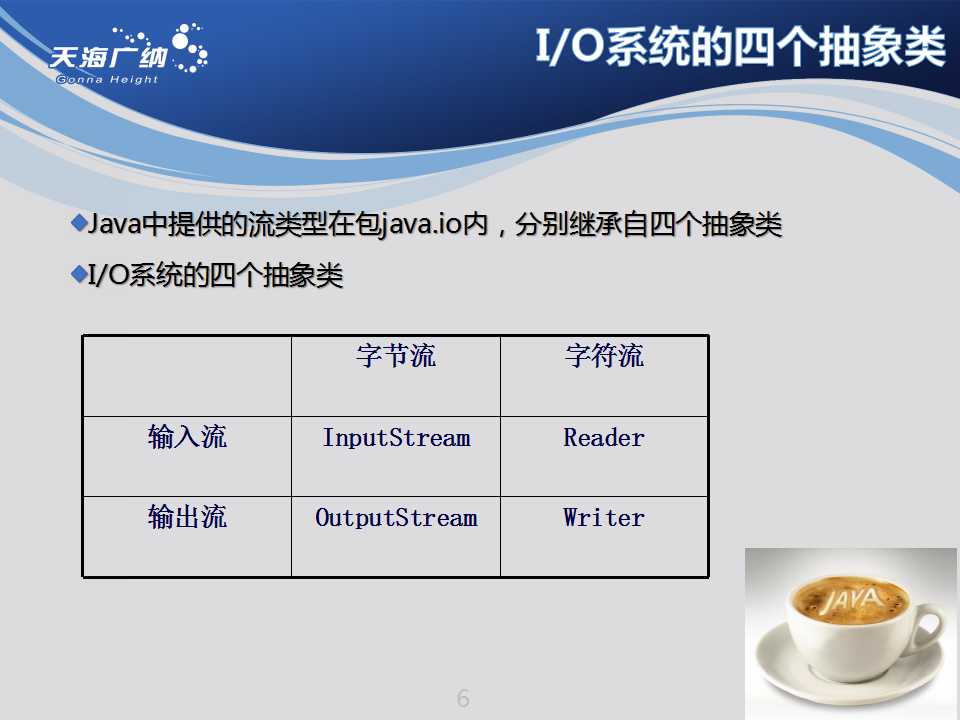 天海广纳
Gonna Height
I/O系统的四个抽象类
Java中提供的流类型在包java.io内，分别继承自四个抽象类
I/O系统的四个抽象类
字节流 字符流
输入流 InputStream Reader
输出流 OutputStream Writer
JAVA
6